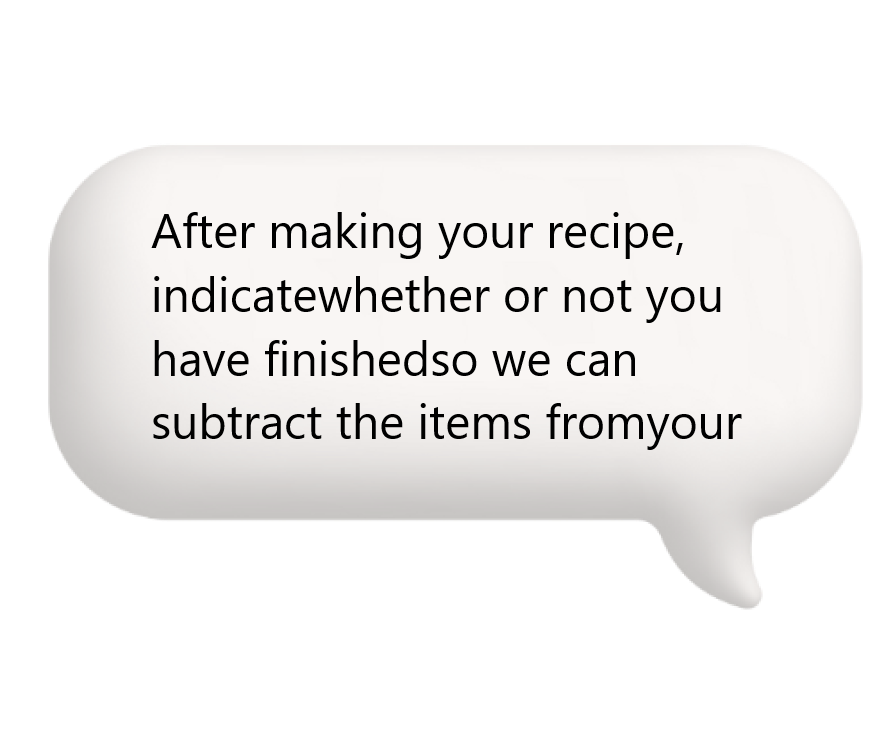 After making your recipe,
indicatewhether or not you
have finishedso we can
subtract the items fromyour